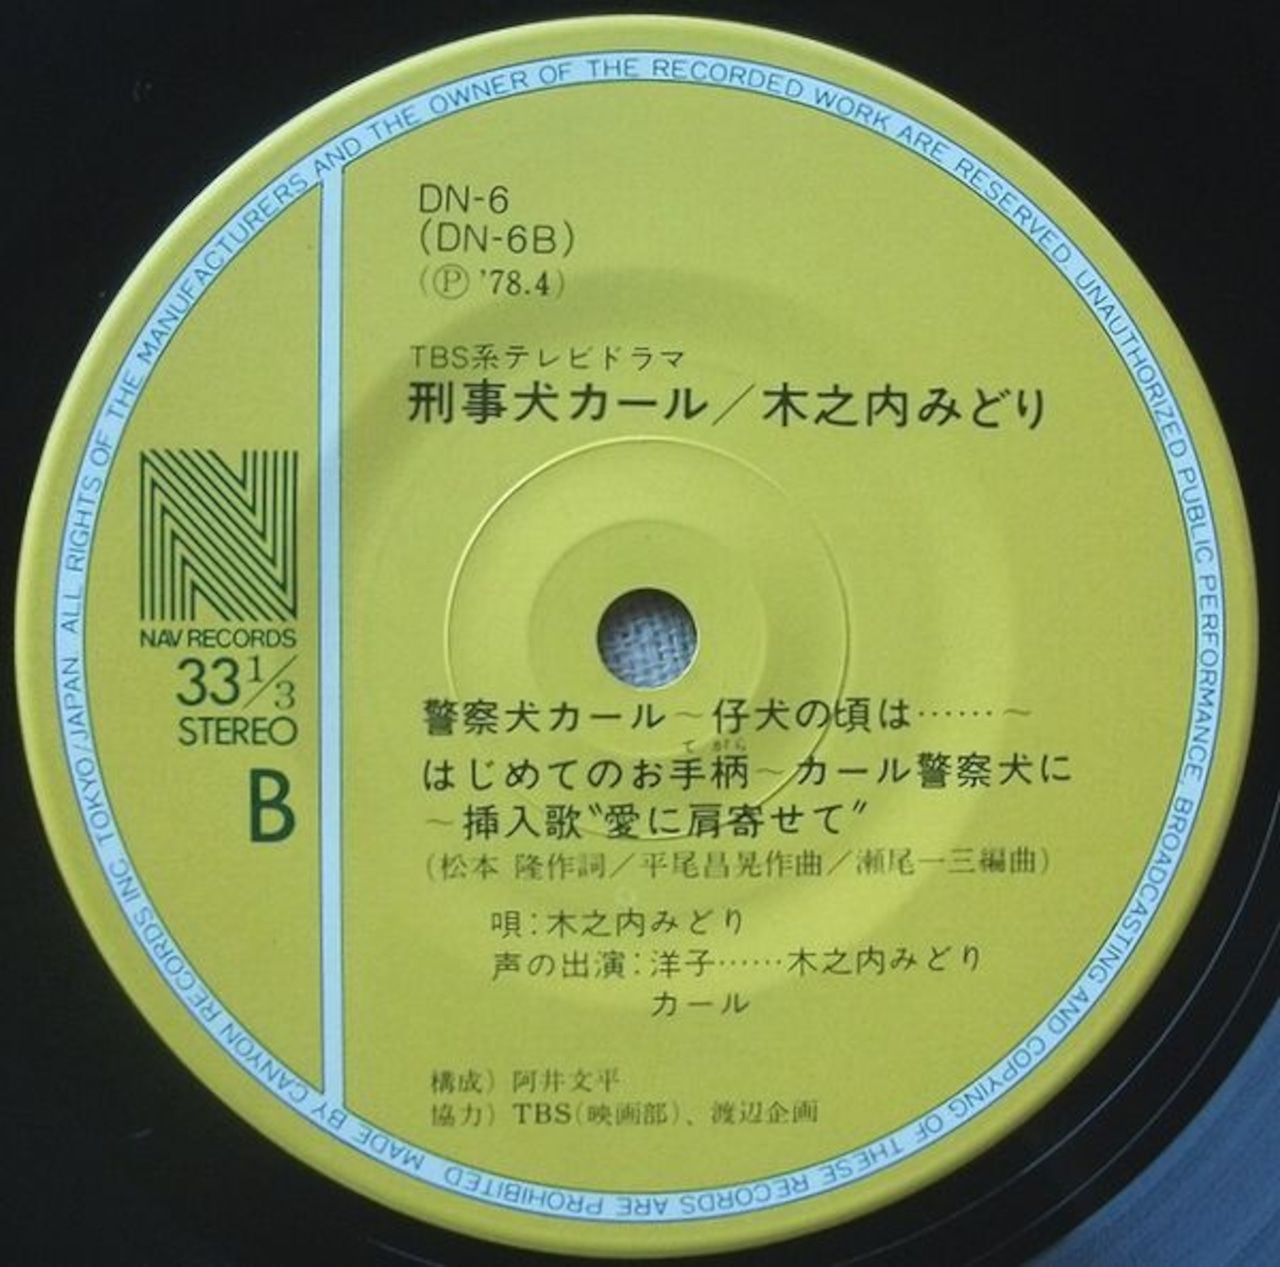 DN-6
(DN-6B)
(Ⓟ '78.4)
TBS系テレビドラマ
刑事犬カール/木之内みどり
NAV RECORDS
33 1/3
STEREO
B
警察犬カール~仔犬の頃は……~
てがら
はじめてのお手柄~カール警察犬に
~挿入歌〝愛に肩寄せて〟
(松本 隆作詞/平尾昌晃作曲/瀬尾一三編曲)
唄:木之内みどり
声の出演:洋子……木之内みどり
カール
構成) 阿井文平
協力) TBS(映画部)、渡辺企画
ALL RIGHTS OF THE MANUFACTURERS AND THE OWNER OF THE RECORDED WORK ARE RESERVED UNAUTHORIZED PUBLIC PERFORMANCE, BROADCASTING AND COPYING OF THESE RECORDS ARE PROHIBITED MADE BY CANYON RECORDS INC. TOKYO/JAPAN